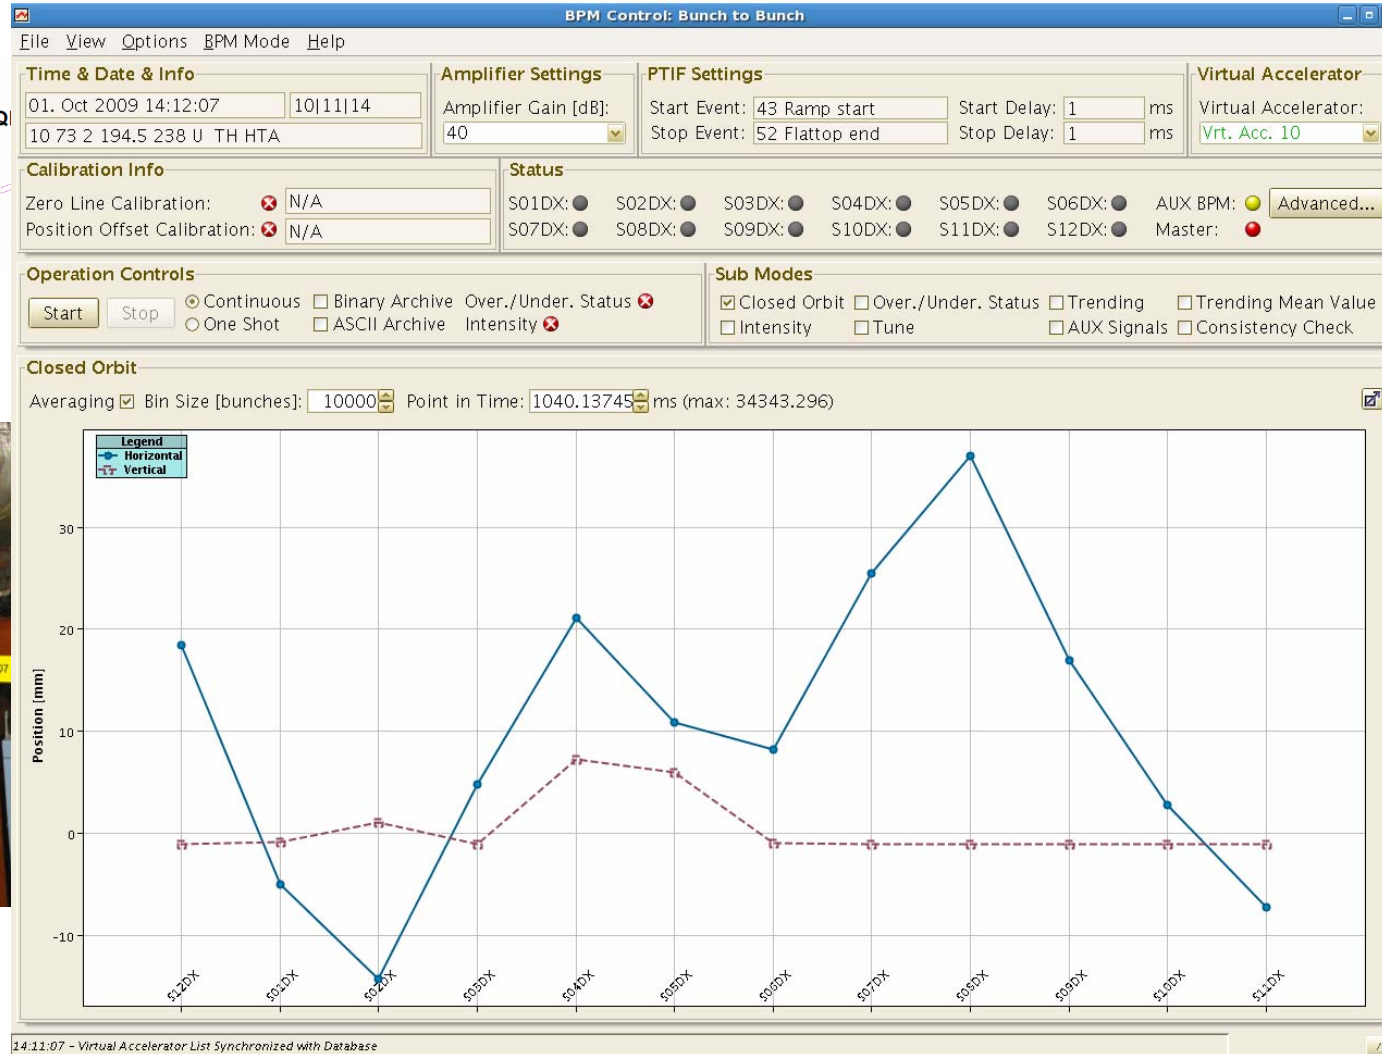 BPM Control: Bunch to Bunch
File View Options BPM Mode Help
Time & Date & Info
01. Oct 2009 14:12:07 10|11|14
10 73 2 194.5 238 U TH HTA
Amplifier Settings
Amplifier Gain [dB]:
40
PTIF Settings
Start Event: 43 Ramp start Start Delay: 1 ms
Stop Event: 52 Flattop end Stop Delay: 1 ms
Virtual Accelerator
Virtual Accelerator:
Vrt. Acc. 10
Calibration Info
Zero Line Calibration: N/A
Position Offset Calibration: N/A
Status
S01DX: S02DX: S03DX: S04DX: S05DX: S06DX: AUX BPM: Advanced...
S07DX: S08DX: S09DX: S10DX: S11DX: S12DX: Master:
Operation Controls
Start Stop
Continuous Binary Archive Over./Under. Status
One Shot ASCII Archive Intensity
Sub Modes
Closed Orbit Over./Under. Status Trending Trending Mean Value
Intensity Tune AUX Signals Consistency Check
Closed Orbit
Averaging Bin Size [bunches]: 10000 Point in Time: 1040.13745 ms (max: 34343.296)
Legend
Horizontal
Vertical
30
20
10
0
-10
Position [mm]
S12DX S01DX S02DX S03DX S04DX S05DX S06DX S07DX S08DX S09DX S10DX S11DX
14:11:07 - Virtual Accelerator List Synchronized with Database